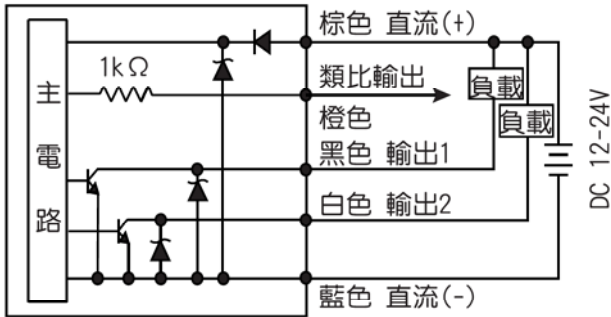 棕色 直流(+)
1kΩ
類比輸出
橙色
黑色 輸出1
白色 輸出2
藍色 直流(-)
主電路
負載
負載
DC 12-24V